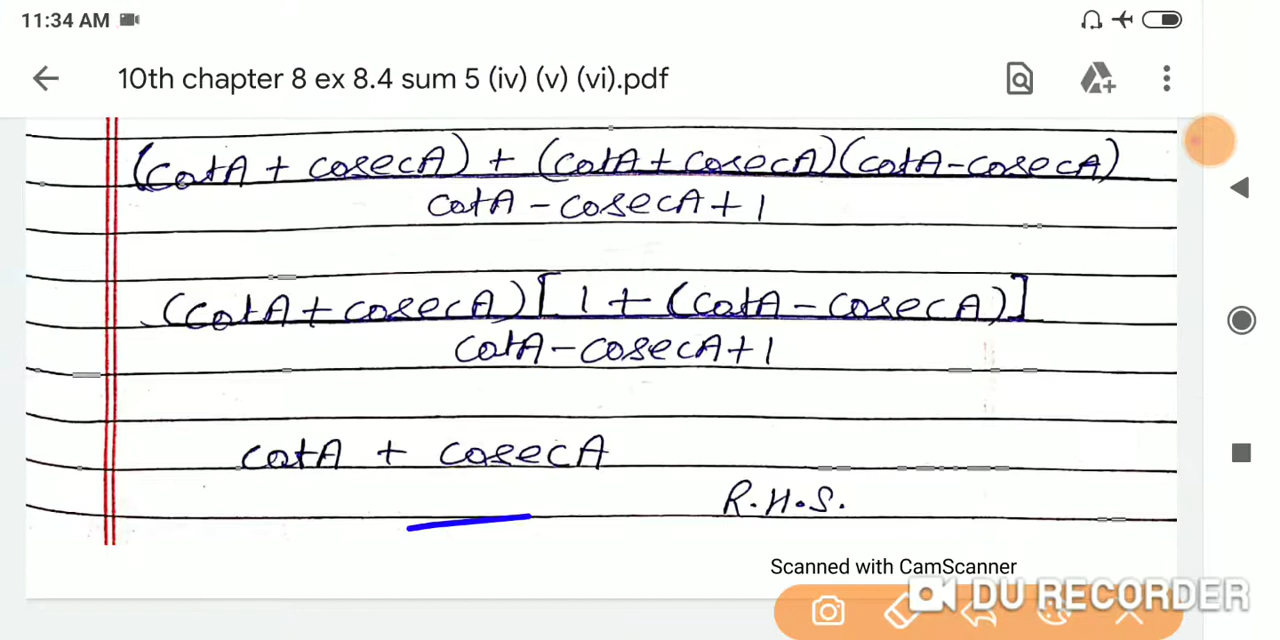 11:34 AM
10th chapter 8 ex 8.4 sum 5 (iv) (v) (vi).pdf
(cotA + cosecA) + (cotA + cosecA)(cotA - cosecA)
cotA - cosecA + 1
(cotA + cosecA)[1 + (cotA - cosecA)]
cotA - cosecA + 1
cotA + cosecA
R.H.S.
Scanned with CamScanner
DU RECORDER